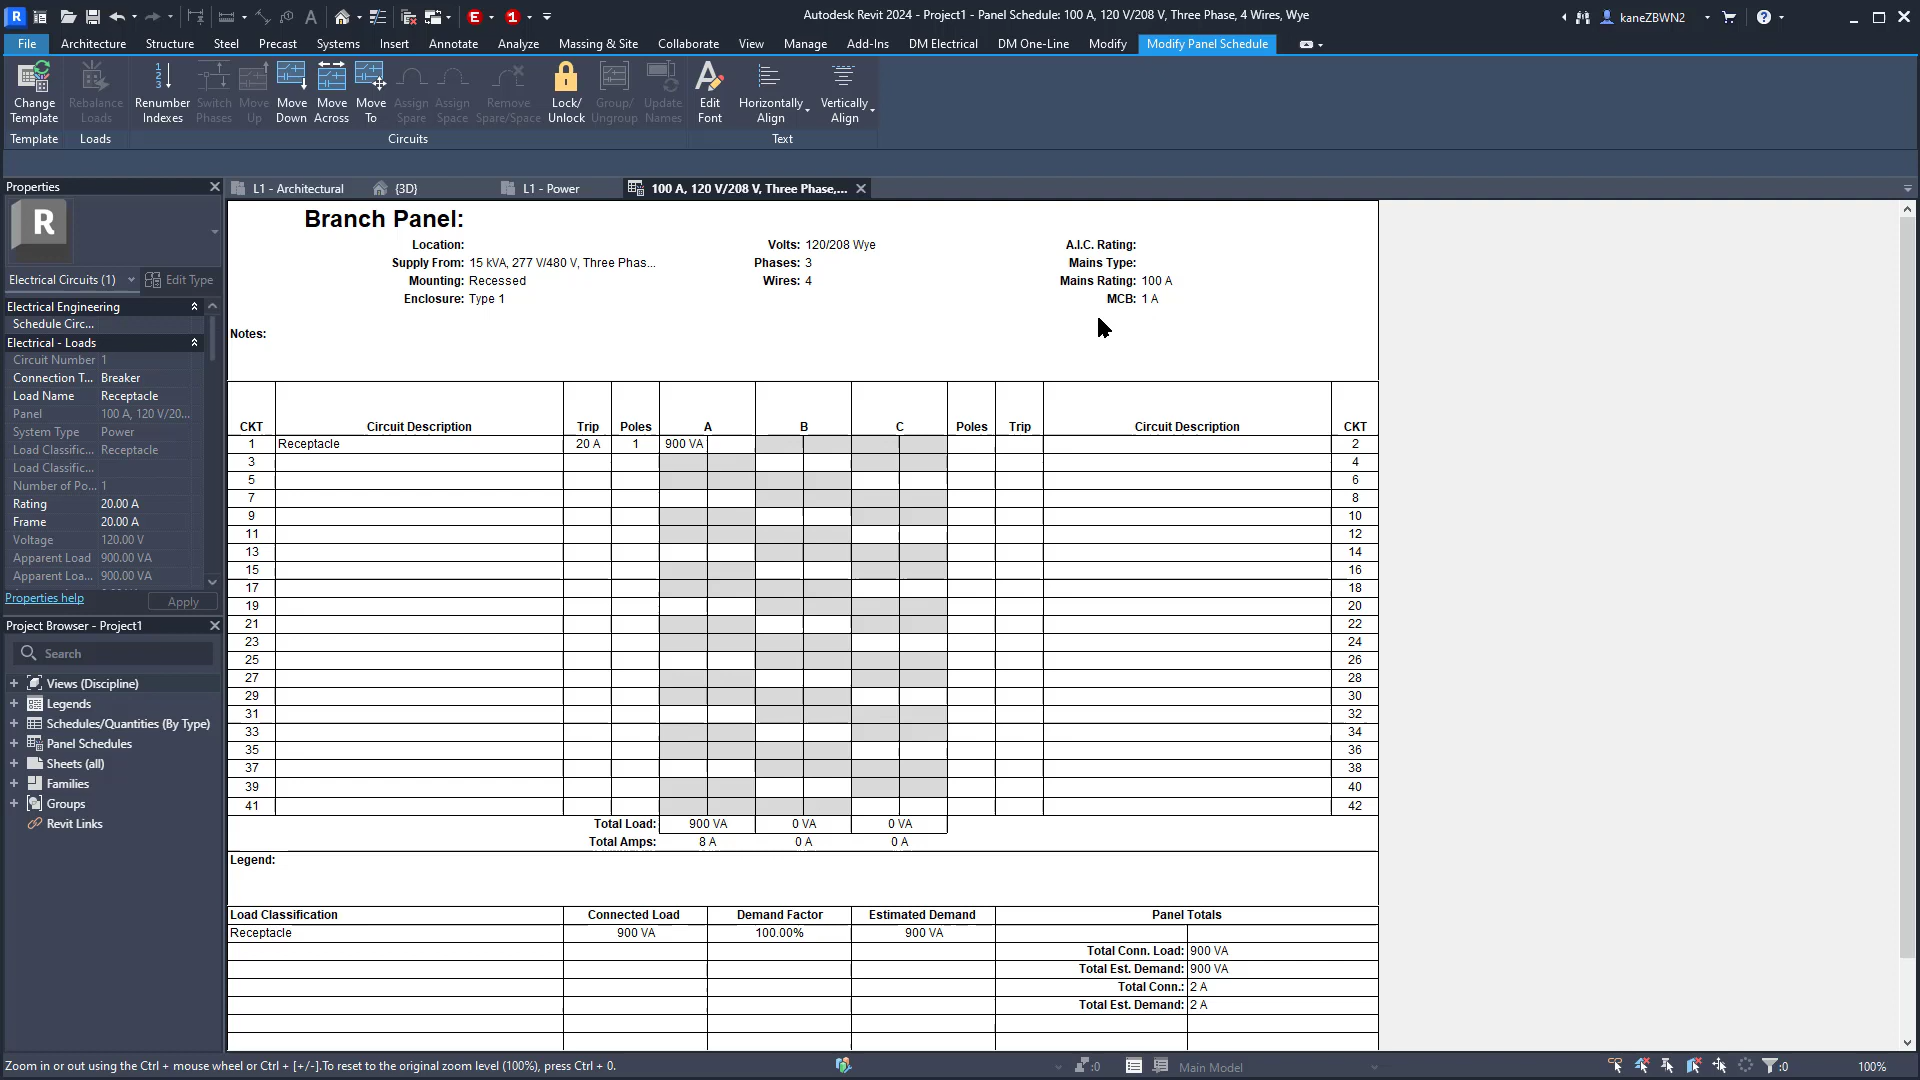 Autodesk Revit 2024 - Project1 - Panel Schedule: 100 A, 120 V/208 V, Three Phase, 4 Wires, Wye
kaneZBWN2
File Architecture Structure Steel Precast Systems Insert Annotate Analyze Massing & Site Collaborate View Manage Add-Ins DM Electrical DM One-Line Modify Modify Panel Schedule
Change Template
Rebalance Loads
Renumber Indexes
Switch Phases
Move Up
Move Down
Move Across
Move To
Assign Spare
Assign Space
Remove Spare/Space
Lock/ Unlock
Group/ Ungroup
Update Names
Edit Font
Horizontally Align
Vertically Align
Template Loads Circuits Text
Properties
L1 - Architectural {3D} L1 - Power 100 A, 120 V/208 V, Three Phase,...
R
Electrical Circuits (1) Edit Type
Electrical Engineering
Schedule Circ...
Electrical - Loads
Circuit Number 1
Connection T... Breaker
Load Name Receptacle
Panel 100 A, 120 V/20...
System Type Power
Load Classific... Receptacle
Load Classific...
Number of Po... 1
Rating 20.00 A
Frame 20.00 A
Voltage 120.00 V
Apparent Load 900.00 VA
Apparent Loa... 900.00 VA
Properties help Apply
Project Browser - Project1
Search
Views (Discipline)
Legends
Schedules/Quantities (By Type)
Panel Schedules
Sheets (all)
Families
Groups
Revit Links
Branch Panel:
Location: Volts: 120/208 Wye A.I.C. Rating:
Supply From: 15 kVA, 277 V/480 V, Three Phas... Phases: 3 Mains Type:
Mounting: Recessed Wires: 4 Mains Rating: 100 A
Enclosure: Type 1 MCB: 1 A
Notes:
CKT Circuit Description Trip Poles A B C Poles Trip Circuit Description CKT
1 Receptacle 20 A 1 900 VA 2
3 4
5 6
7 8
9 10
11 12
13 14
15 16
17 18
19 20
21 22
23 24
25 26
27 28
29 30
31 32
33 34
35 36
37 38
39 40
41 42
Total Load: 900 VA 0 VA 0 VA
Total Amps: 8 A 0 A 0 A
Legend:
Load Classification Connected Load Demand Factor Estimated Demand Panel Totals
Receptacle 900 VA 100.00% 900 VA
Total Conn. Load: 900 VA
Total Est. Demand: 900 VA
Total Conn.: 2 A
Total Est. Demand: 2 A
Zoom in or out using the Ctrl + mouse wheel or Ctrl + [+/-].To reset to the original zoom level (100%), press Ctrl + 0. :0 Main Model :0 100%